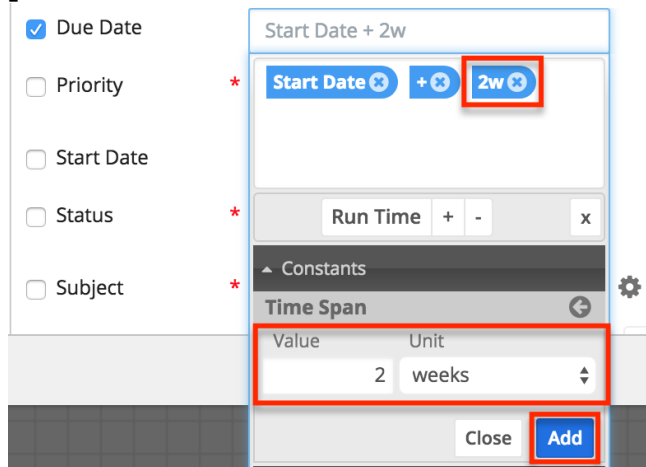 Due Date
Start Date + 2w
Start Date + 2w
Priority *
Start Date
Status *
Run Time + - x
Subject *
Constants
Time Span
Value Unit
2 weeks
Close Add